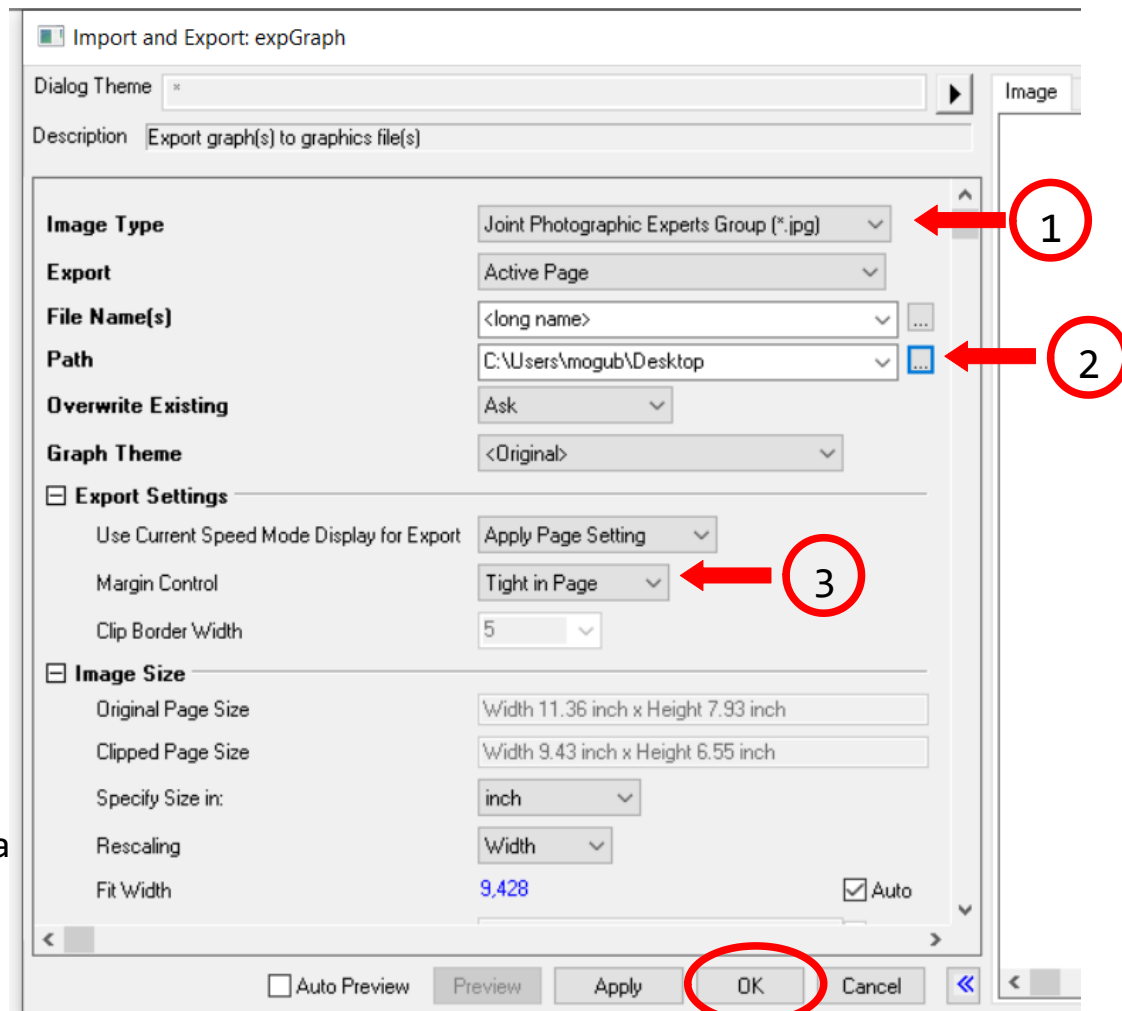 Import and Export: expGraph
Dialog Theme *
Image
Description Export graph(s) to graphics file(s)
Image Type Joint Photographic Experts Group (*.jpg)
1
Export Active Page
File Name(s) <long name> ...
Path C:\Users\mogub\Desktop ...
2
Overwrite Existing Ask
Graph Theme <Original>
Export Settings
Use Current Speed Mode Display for Export Apply Page Setting
Margin Control Tight in Page
3
Clip Border Width 5
Image Size
Original Page Size Width 11.36 inch x Height 7.93 inch
Clipped Page Size Width 9.43 inch x Height 6.55 inch
Specify Size in: inch
a
Rescaling Width
Fit Width 9,428 Auto
Auto Preview Preview Apply OK Cancel